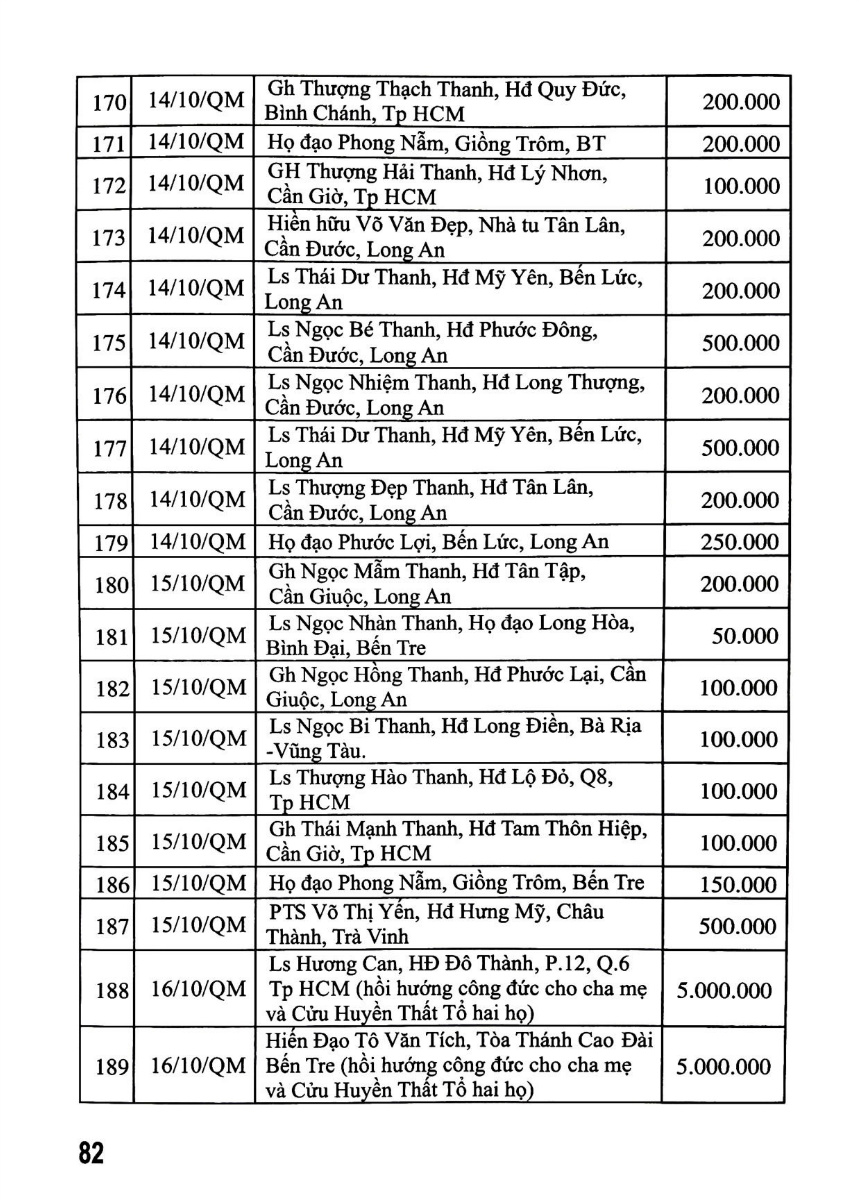 170 14/10/QM Gh Thượng Thạch Thanh, Hđ Quy Đức, 200.000
Bình Chánh, Tp HCM
171 14/10/QM Họ đạo Phong Nẫm, Giồng Trôm, BT 200.000
172 14/10/QM GH Thượng Hải Thanh, Hđ Lý Nhơn, 100.000
Cần Giờ, Tp HCM
173 14/10/QM Hiền hữu Võ Văn Đẹp, Nhà tu Tân Lân, 200.000
Cần Đước, Long An
174 14/10/QM Ls Thái Dư Thanh, Hđ Mỹ Yên, Bến Lức, 200.000
Long An
175 14/10/QM Ls Ngọc Bé Thanh, Hđ Phước Đông, 500.000
Cần Đước, Long An
176 14/10/QM Ls Ngọc Nhiệm Thanh, Hđ Long Thượng, 200.000
Cần Đước, Long An
177 14/10/QM Ls Thái Dư Thanh, Hđ Mỹ Yên, Bến Lức, 500.000
Long An
178 14/10/QM Ls Thượng Đẹp Thanh, Hđ Tân Lân, 200.000
Cần Đước, Long An
179 14/10/QM Họ đạo Phước Lợi, Bến Lức, Long An 250.000
180 15/10/QM Gh Ngọc Mẫm Thanh, Hđ Tân Tập, 200.000
Cần Giuộc, Long An
181 15/10/QM Ls Ngọc Nhàn Thanh, Họ đạo Long Hòa, 50.000
Bình Đại, Bến Tre
182 15/10/QM Gh Ngọc Hồng Thanh, Hđ Phước Lại, Cần 100.000
Giuộc, Long An
183 15/10/QM Ls Ngọc Bi Thanh, Hđ Long Điền, Bà Rịa 100.000
-Vũng Tàu.
184 15/10/QM Ls Thượng Hào Thanh, Hđ Lộ Đỏ, Q8, 100.000
Tp HCM
185 15/10/QM Gh Thái Mạnh Thanh, Hđ Tam Thôn Hiệp, 100.000
Cần Giờ, Tp HCM
186 15/10/QM Họ đạo Phong Nẫm, Giồng Trôm, Bến Tre 150.000
187 15/10/QM PTS Võ Thị Yến, Hđ Hưng Mỹ, Châu 500.000
Thành, Trà Vinh
188 16/10/QM Ls Hương Can, HĐ Đô Thành, P.12, Q.6 5.000.000
Tp HCM (hồi hướng công đức cho cha mẹ
và Cửu Huyền Thất Tổ hai họ)
189 16/10/QM Hiến Đạo Tô Văn Tích, Tòa Thánh Cao Đài 5.000.000
Bến Tre (hồi hướng công đức cho cha mẹ
và Cửu Huyền Thất Tổ hai họ)
82